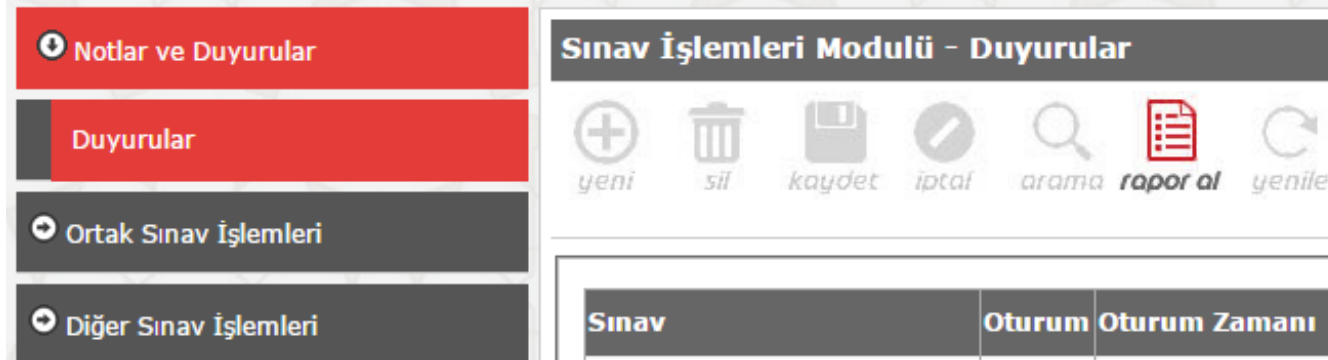 Notlar ve Duyurular
Duyurular
Ortak Sınav İşlemleri
Diğer Sınav İşlemleri
Sınav İşlemleri Modulü - Duyurular
yeni sil kaydet iptal arama rapor al yenile
Sınav Oturum Oturum Zamanı